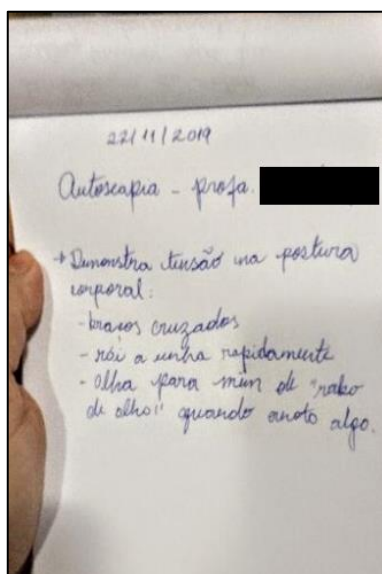 22/11/2019
Autoscopia - profa.
→ Demonstra tensão na postura
corporal:
- braços cruzados
- rói a unha rapidamente
- Olha para mim de "rabo
de olho" quando anoto algo.